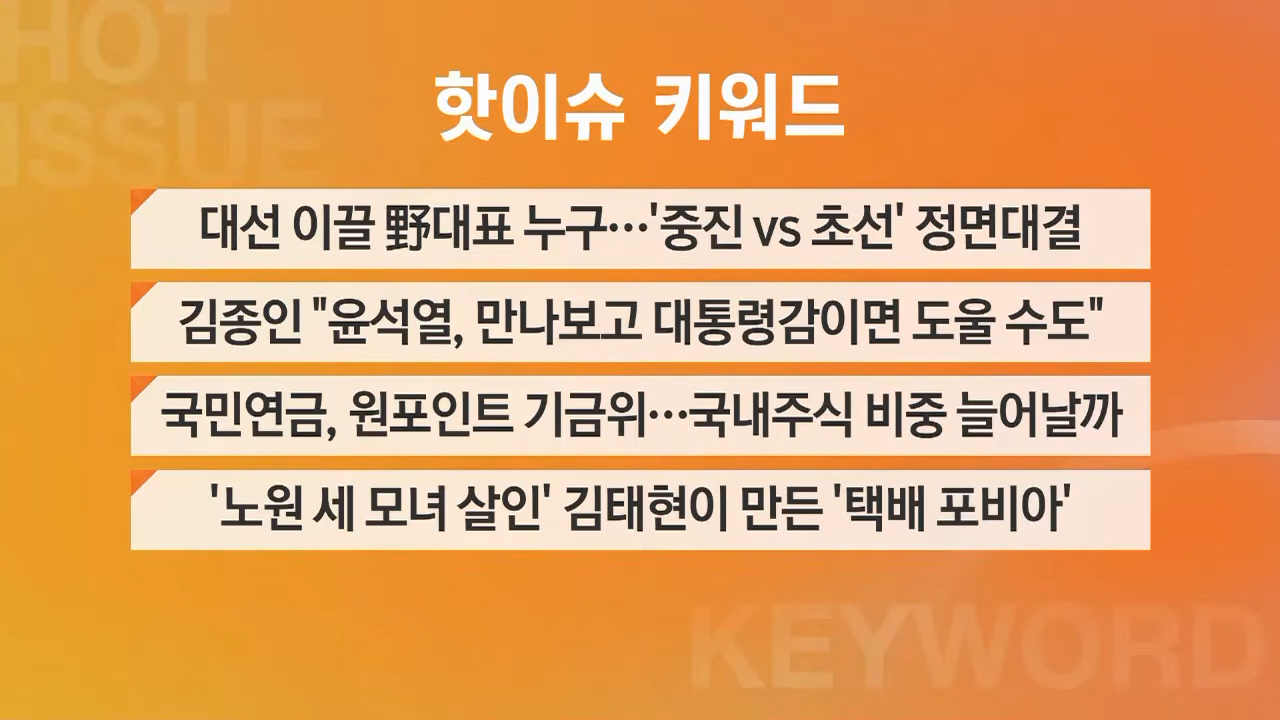 HOT
ISSUE
핫이슈 키워드
대선 이끌 野대표 누구…'중진 vs 초선' 정면대결
김종인 "윤석열, 만나보고 대통령감이면 도울 수도"
국민연금, 원포인트 기금위…국내주식 비중 늘어날까
'노원 세 모녀 살인' 김태현이 만든 '택배 포비아'
KEYWORD